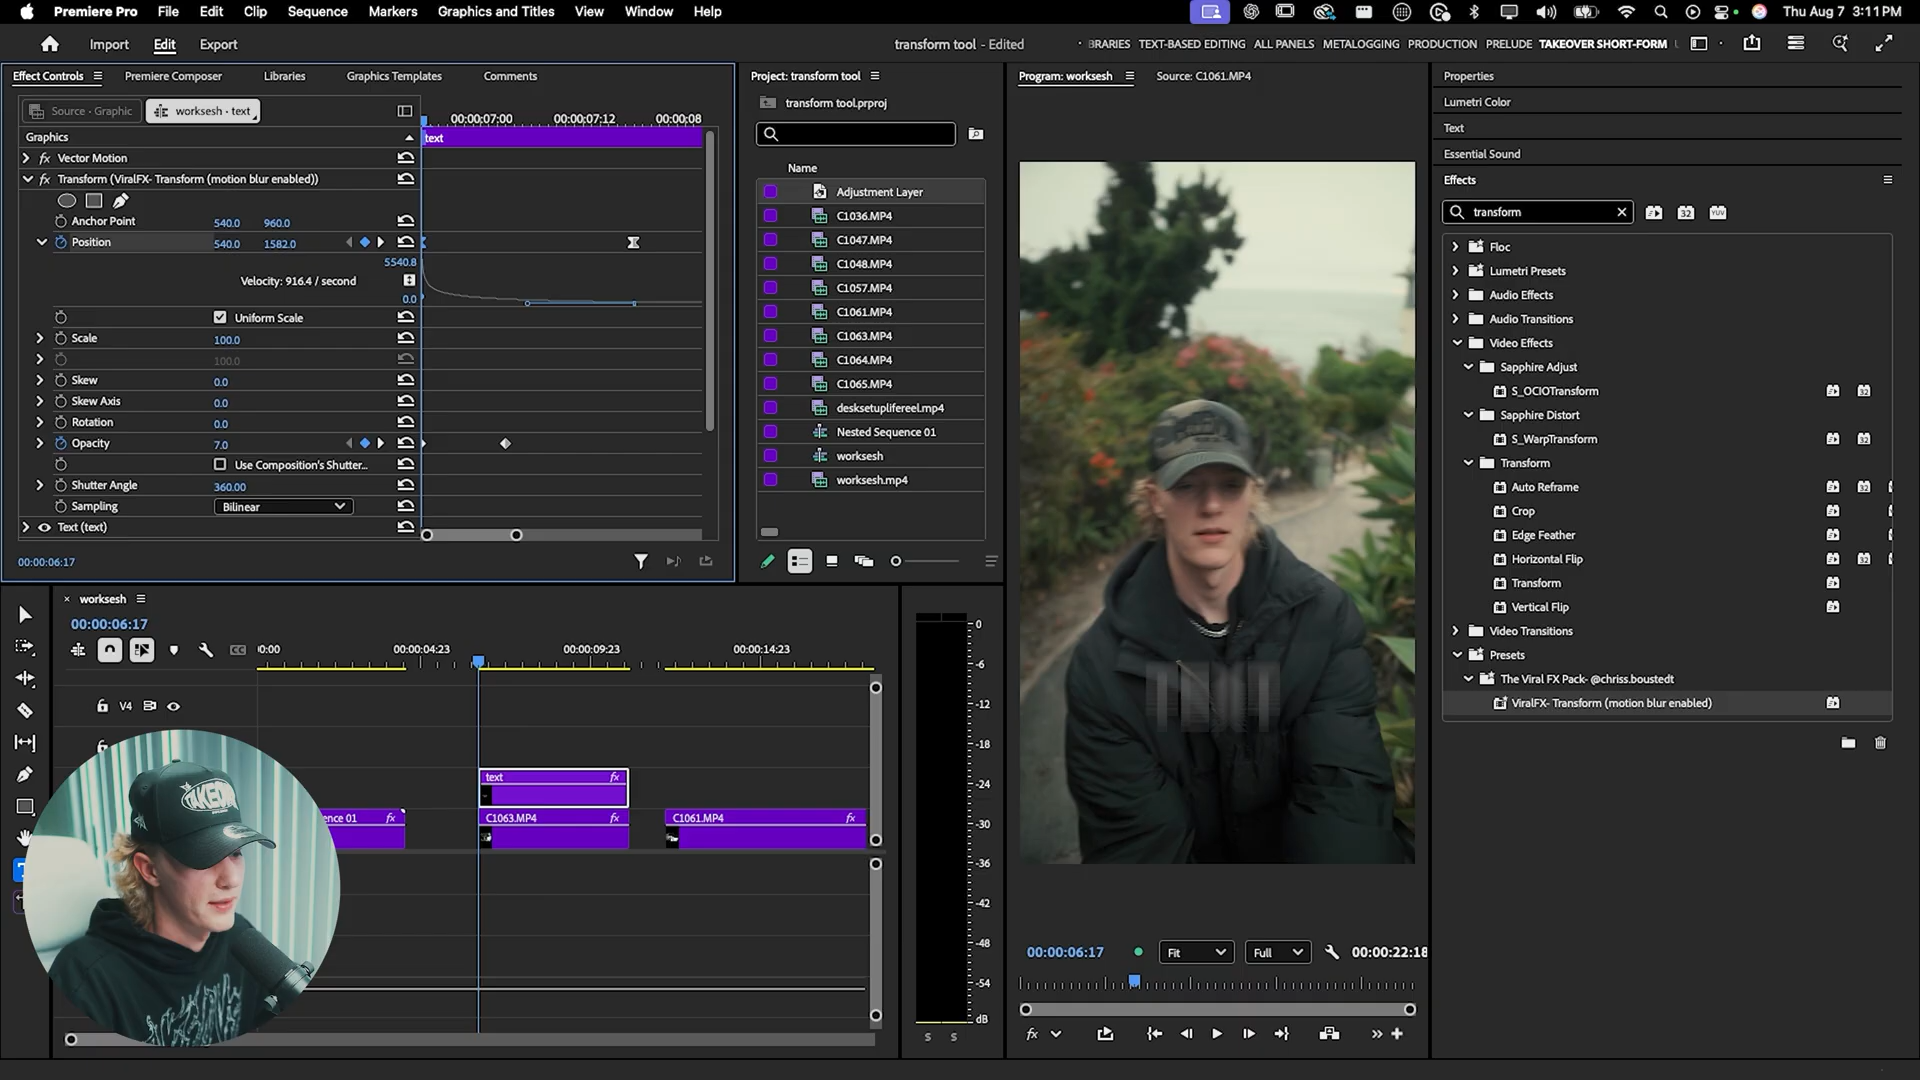 Premiere Pro File Edit Clip Sequence Markers Graphics and Titles View Window Help Thu Aug 7 3:11 PM
Import Edit Export transform tool - Edited BRARIES TEXT-BASED EDITING ALL PANELS METALOGGING PRODUCTION PRELUDE TAKEOVER SHORT-FORM
Effect Controls Premiere Composer Libraries Graphics Templates Comments
Source · Graphic worksesh · text
00:00;07:00 00:00;07:12 00:00;08
Graphics
text
Vector Motion
Transform (ViralFX- Transform (motion blur enabled))
Anchor Point 540.0 960.0
Position 540.0 1582.0
5540.8
Velocity: 916.4 / second
0.0
Uniform Scale
Scale 100.0
100.0
Skew 0.0
Skew Axis 0.0
Rotation 0.0
Opacity 7.0
Use Composition's Shutter...
Shutter Angle 360.00
Sampling Bilinear
Text (text)
00:00:06:17
Project: transform tool
transform tool.prproj
Name
Adjustment Layer
C1036.MP4
C1047.MP4
C1048.MP4
C1057.MP4
C1061.MP4
C1063.MP4
C1064.MP4
C1065.MP4
desksetuplifereel.mp4
Nested Sequence 01
worksesh
worksesh.mp4
Program: worksesh Source: C1061.MP4
TEXT
00:00:06:17 Fit Full 00:00:22:18
fx
Properties
Lumetri Color
Text
Essential Sound
Effects
transform 32 YUV
Floc
Lumetri Presets
Audio Effects
Audio Transitions
Video Effects
Sapphire Adjust
S_OCIOTransform
Sapphire Distort
S_WarpTransform
Transform
Auto Reframe
Crop
Edge Feather
Horizontal Flip
Transform
Vertical Flip
Video Transitions
Presets
The Viral FX Pack- @chriss.boustedt
ViralFX- Transform (motion blur enabled)
worksesh
00:00:06:17
:00:00 00:00:04:23 00:00:09:23 00:00:14:23
V4
text fx
ence 01 fx C1063.MP4 fx C1061.MP4 fx
TAKEOVER
0
-6
-12
-18
-24
-30
-36
-42
-48
-54
dB
S S